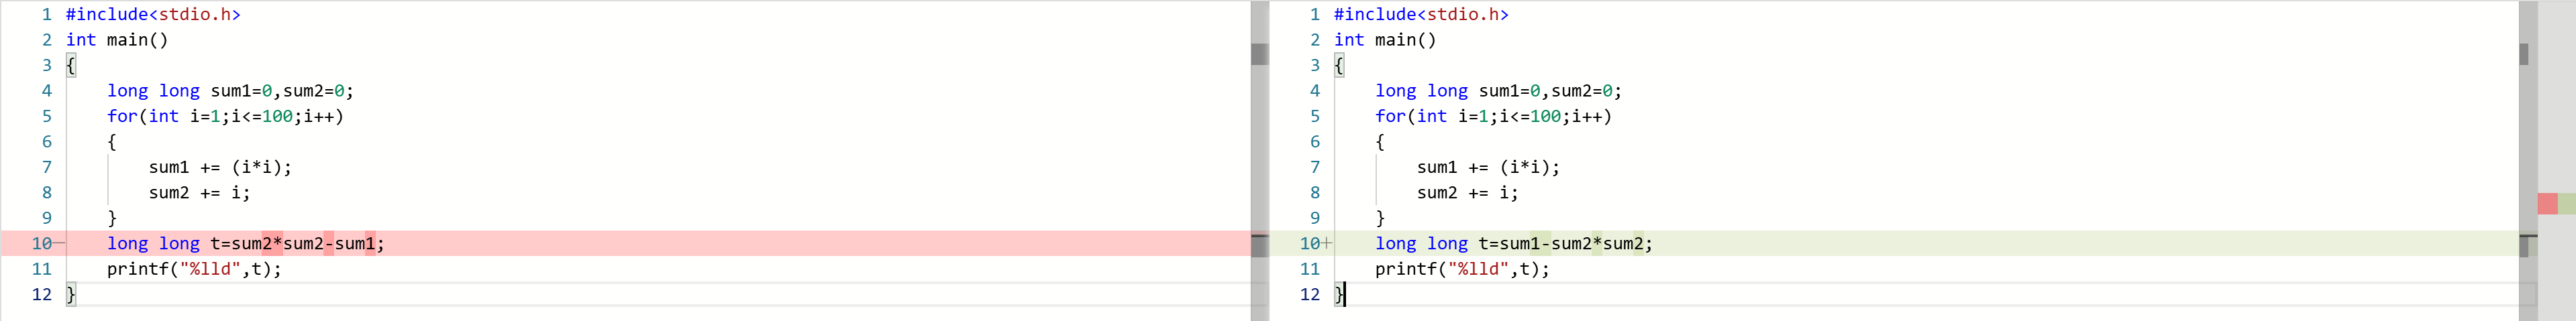 1 #include<stdio.h>
2 int main()
3 {
4     long long sum1=0,sum2=0;
5     for(int i=1;i<=100;i++)
6     {
7         sum1 += (i*i);
8         sum2 += i;
9     }
10—    long long t=sum2*sum2-sum1;
11     printf("%lld",t);
12 }
1 #include<stdio.h>
2 int main()
3 {
4     long long sum1=0,sum2=0;
5     for(int i=1;i<=100;i++)
6     {
7         sum1 += (i*i);
8         sum2 += i;
9     }
10+    long long t=sum1-sum2*sum2;
11     printf("%lld",t);
12 }